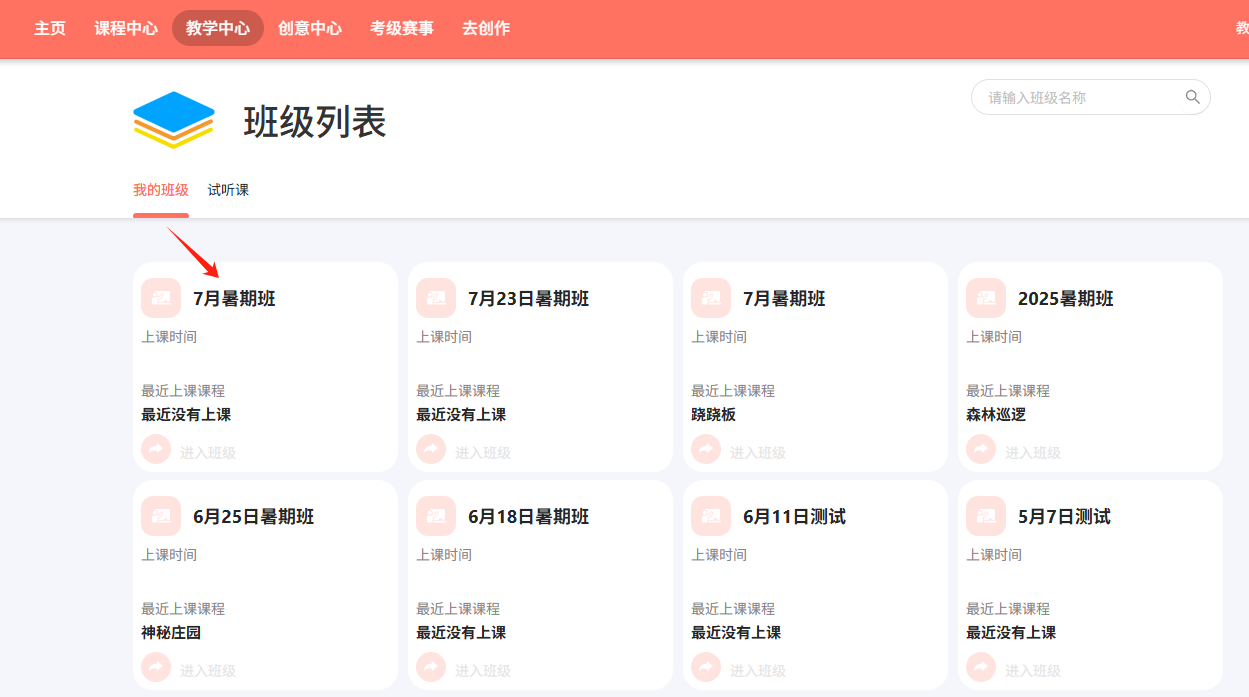 主页 课程中心 教学中心 创意中心 考级赛事 去创作 教
班级列表
请输入班级名称
我的班级 试听课
7月暑期班
上课时间
最近上课课程
最近没有上课
进入班级
7月23日暑期班
上课时间
最近上课课程
最近没有上课
进入班级
7月暑期班
上课时间
最近上课课程
跷跷板
进入班级
2025暑期班
上课时间
最近上课课程
森林巡逻
进入班级
6月25日暑期班
上课时间
最近上课课程
神秘庄园
进入班级
6月18日暑期班
上课时间
最近上课课程
最近没有上课
进入班级
6月11日测试
上课时间
最近上课课程
最近没有上课
进入班级
5月7日测试
上课时间
最近上课课程
最近没有上课
进入班级